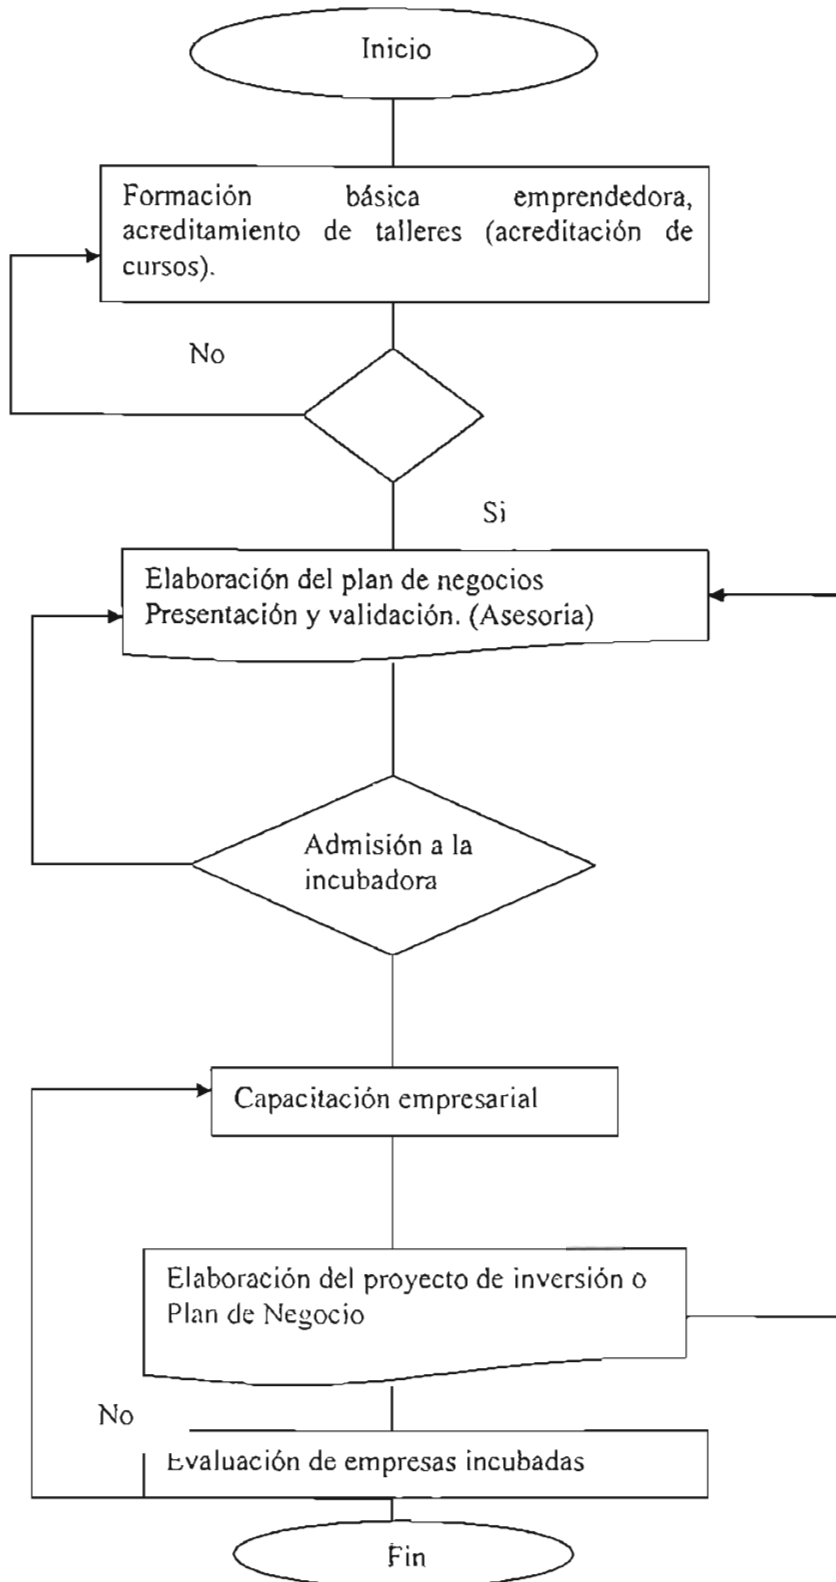 Inicio
Formación básica emprendedora,
acreditamiento de talleres (acreditación de
cursos).
No
Si
Elaboración del plan de negocios
Presentación y validación. (Asesoria)
Admisión a la
incubadora
Capacitación empresarial
Elaboración del proyecto de inversión o
Plan de Negocio
No
Evaluación de empresas incubadas
Fin